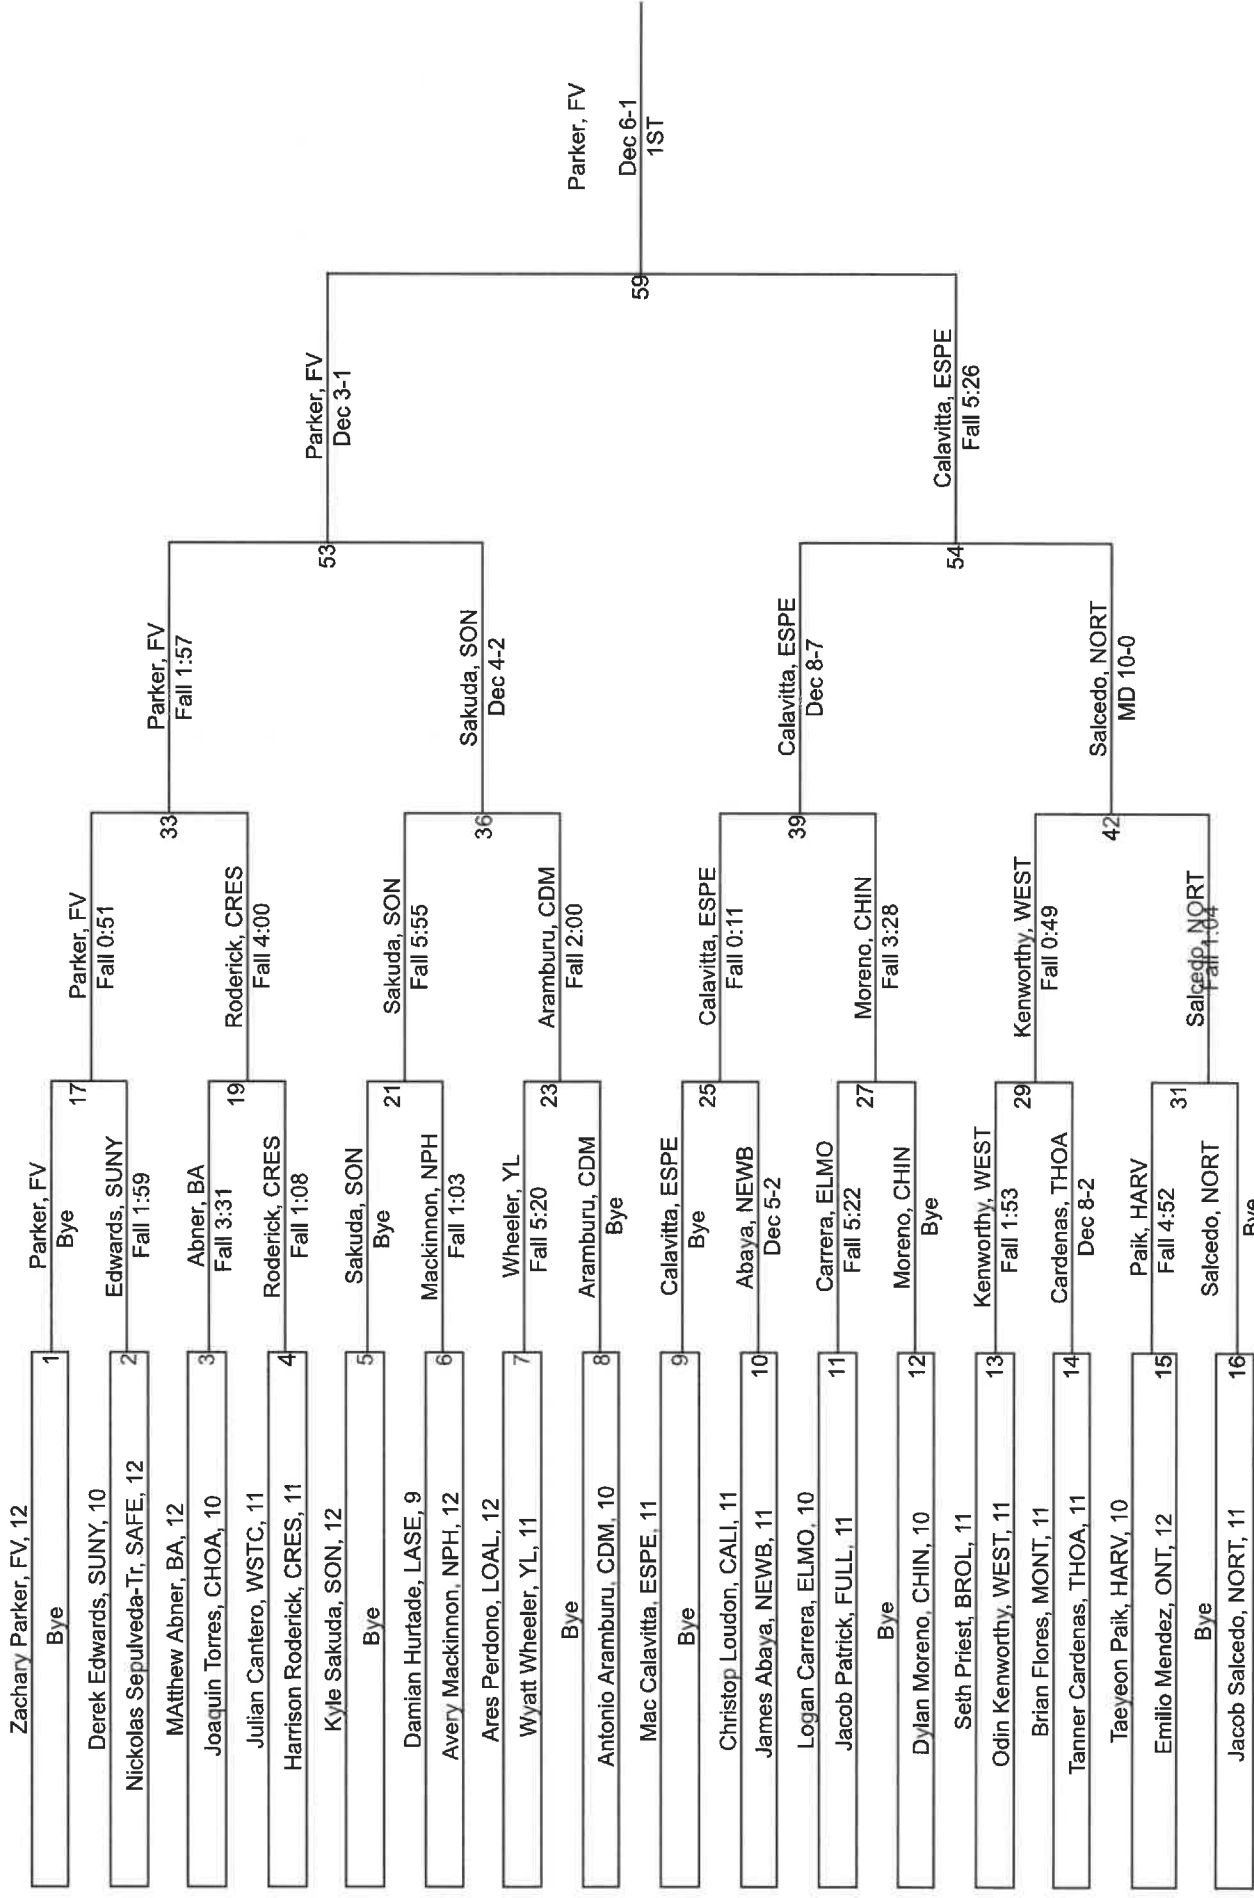 Zachary Parker, FV, 12
1
Bye
Derek Edwards, SUNY, 10
2
Nickolas Sepulveda-Tr, SAFE, 12
MAtthew Abner, BA, 12
3
Joaquin Torres, CHOA, 10
Julian Cantero, WSTC, 11
4
Harrison Roderick, CRES, 11
Kyle Sakuda, SON, 12
5
Bye
Damian Hurtade, LASE, 9
6
Avery Mackinnon, NPH, 12
Ares Perdono, LOAL, 12
7
Wyatt Wheeler, YL, 11
Bye
8
Antonio Aramburu, CDM, 10
Mac Calavitta, ESPE, 11
9
Bye
Christop Loudon, CALI, 11
10
James Abaya, NEWB, 11
Logan Carrera, ELMO, 10
11
Jacob Patrick, FULL, 11
Bye
12
Dylan Moreno, CHIN, 10
Seth Priest, BROL, 11
13
Odin Kenworthy, WEST, 11
Brian Flores, MONT, 11
14
Tanner Cardenas, THOA, 11
Taeyeon Paik, HARV, 10
15
Emilio Mendez, ONT, 12
Bye
16
Jacob Salcedo, NORT, 11
Parker, FV
Bye
17
Edwards, SUNY
Fall 1:59
Abner, BA
Fall 3:31
19
Roderick, CRES
Fall 1:08
Sakuda, SON
Bye
21
Mackinnon, NPH
Fall 1:03
Wheeler, YL
Fall 5:20
23
Aramburu, CDM
Bye
Calavitta, ESPE
Bye
25
Abaya, NEWB
Dec 5-2
Carrera, ELMO
Fall 5:22
27
Moreno, CHIN
Bye
Kenworthy, WEST
Fall 1:53
29
Cardenas, THOA
Dec 8-2
Paik, HARV
Fall 4:52
31
Salcedo, NORT
Bye
Parker, FV
Fall 0:51
33
Roderick, CRES
Fall 4:00
Sakuda, SON
Fall 5:55
36
Aramburu, CDM
Fall 2:00
Calavitta, ESPE
Fall 0:11
39
Moreno, CHIN
Fall 3:28
Kenworthy, WEST
Fall 0:49
42
Salcedo, NORT
Fall 1:04
Parker, FV
Fall 1:57
53
Sakuda, SON
Dec 4-2
Calavitta, ESPE
Dec 8-7
54
Salcedo, NORT
MD 10-0
Parker, FV
Dec 3-1
59
Calavitta, ESPE
Fall 5:26
Parker, FV
Dec 6-1
1ST